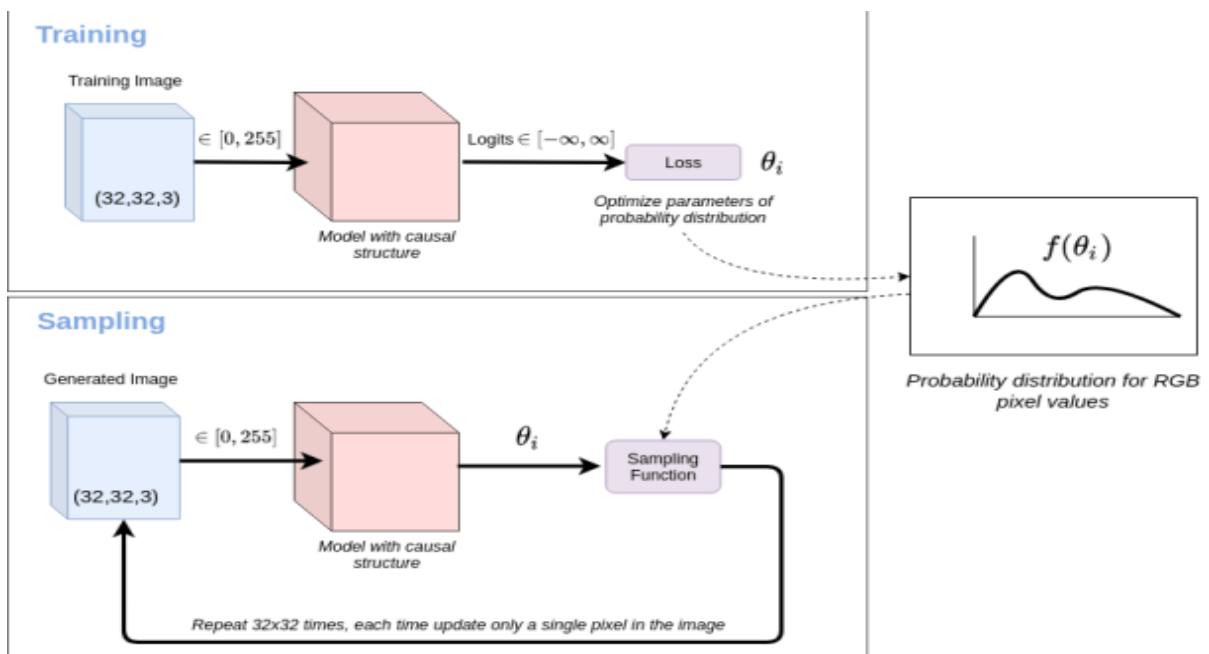 Training
Training Image
∈ [0, 255]
(32,32,3)
Model with causal
structure
Logits ∈ [−∞, ∞]
Loss
θᵢ
Optimize parameters of
probability distribution
f(θᵢ)
Probability distribution for RGB
pixel values
Sampling
Generated Image
∈ [0, 255]
(32,32,3)
Model with causal
structure
θᵢ
Sampling
Function
Repeat 32x32 times, each time update only a single pixel in the image